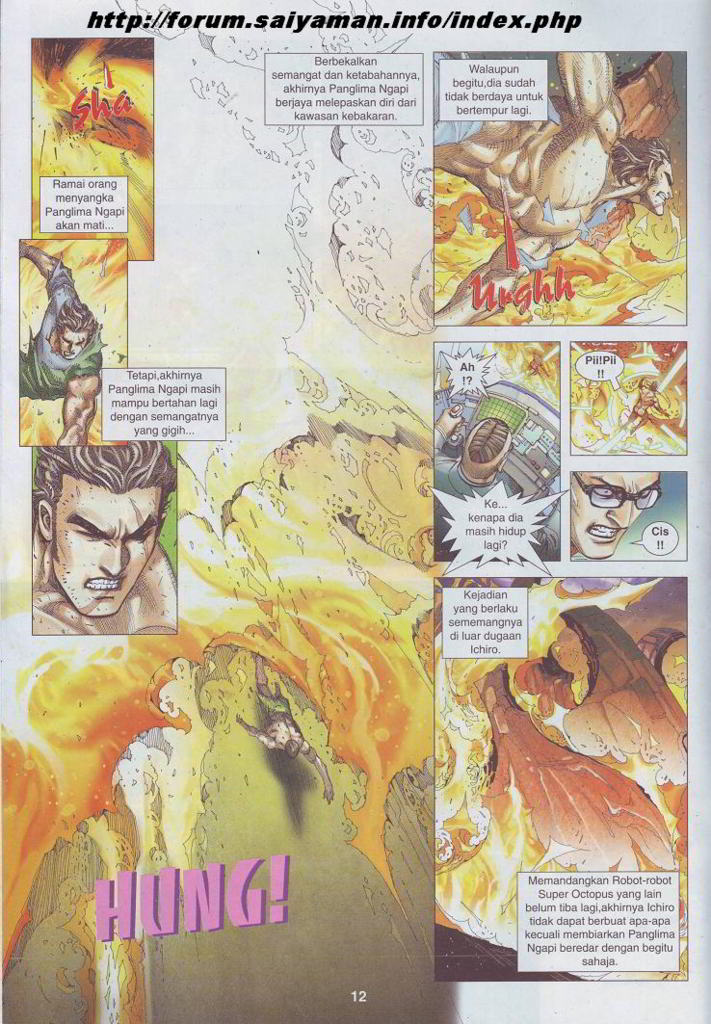 http://forum.saiyaman.info/index.php
Sha
Ramai orang
menyangka
Panglima Ngapi
akan mati...
Tetapi,akhirnya
Panglima Ngapi masih
mampu bertahan lagi
dengan semangatnya
yang gigih...
Berbekalkan
semangat dan ketabahannya,
akhirnya Panglima Ngapi
berjaya melepaskan diri dari
kawasan kebakaran.
HUNG!
Walaupun
begitu,dia sudah
tidak berdaya untuk
bertempur lagi.
Urghh
Ah
!?
Ke...
kenapa dia
masih hidup
lagi?
Pii!Pii
!!
Cis
!!
Kejadian
yang berlaku
sememangnya
di luar dugaan
Ichiro.
Memandangkan Robot-robot
Super Octopus yang lain
belum tiba lagi,akhirnya Ichiro
tidak dapat berbuat apa-apa
kecuali membiarkan Panglima
Ngapi beredar dengan begitu
sahaja.
12